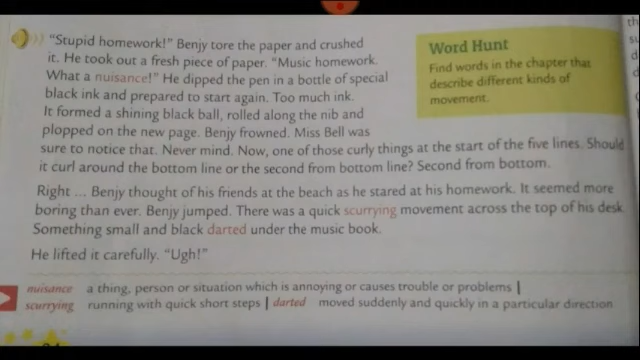 "Stupid homework!" Benjy tore the paper and crushed
it. He took out a fresh piece of paper. "Music homework.
What a nuisance!" He dipped the pen in a bottle of special
black ink and prepared to start again. Too much ink.
It formed a shining black ball, rolled along the nib and
plopped on the new page. Benjy frowned. Miss Bell was
sure to notice that. Never mind. Now, one of those curly things at the start of the five lines. Should
it curl around the bottom line or the second from bottom line? Second from bottom.
Word Hunt
Find words in the chapter that
describe different kinds of
movement.
Right ... Benjy thought of his friends at the beach as he stared at his homework. It seemed more
boring than ever. Benjy jumped. There was a quick scurrying movement across the top of his desk.
Something small and black darted under the music book.
He lifted it carefully. "Ugh!"
nuisance a thing, person or situation which is annoying or causes trouble or problems |
scurrying running with quick short steps | darted moved suddenly and quickly in a particular direction